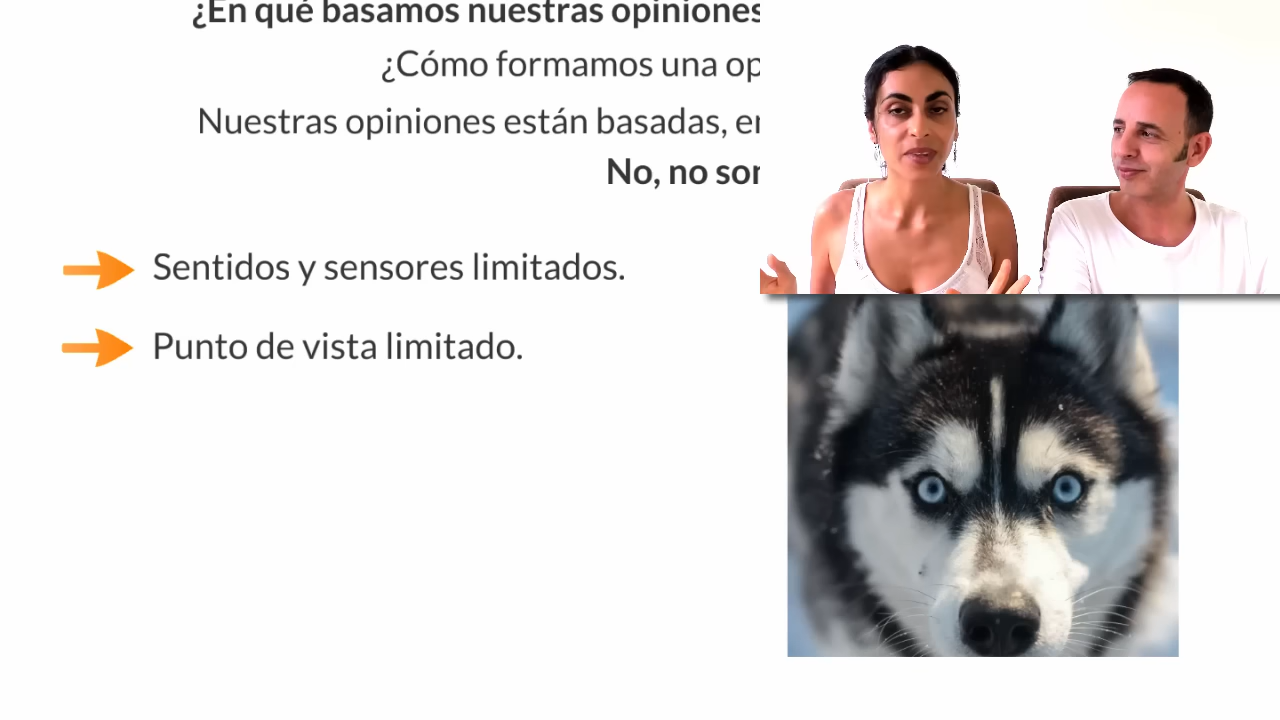 ¿En qué basamos nuestras opiniones
¿Cómo formamos una op
Nuestras opiniones están basadas, en
No, no son
Sentidos y sensores limitados.
Punto de vista limitado.